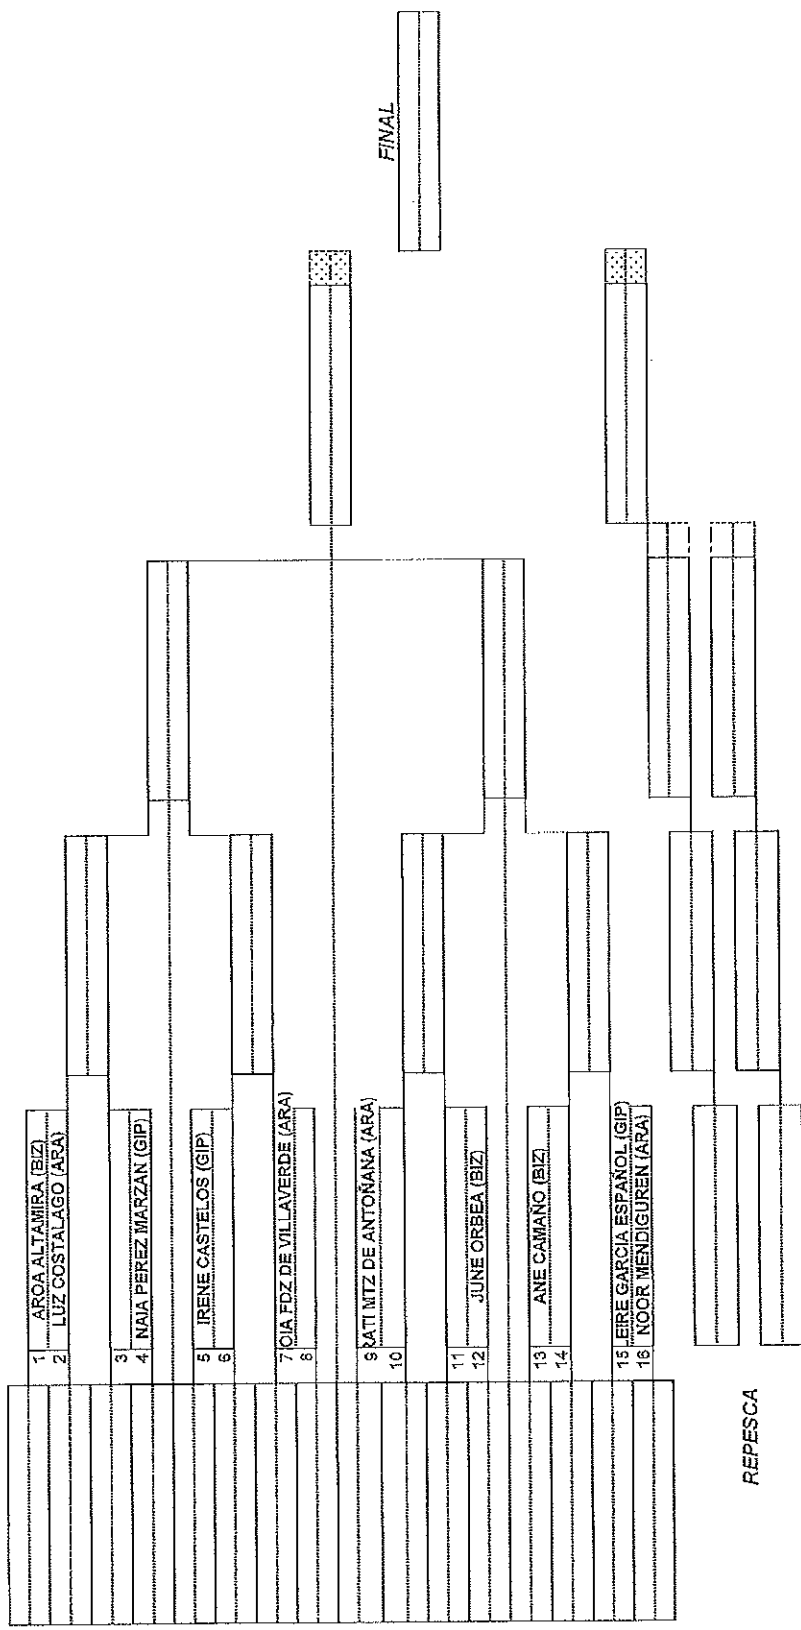 1 AROA ALTAMIRA (BIZ)
2 LUZ COSTALAGO (ARA)
3
4 NAIA PEREZ MARZAN (GIP)
5 IRENE CASTELOS (GIP)
6
7 OIA FDZ DE VILLAVERDE (ARA)
8
9 RATI MTZ DE ANTOÑANA (ARA)
10
11
12 JUNE ORBEA (BIZ)
13 ANE CAMAÑO (BIZ)
14
15 LEIRE GARCIA ESPAÑOL (GIP)
16 NOOR MENDIGUREN (ARA)
FINAL
REPESCA